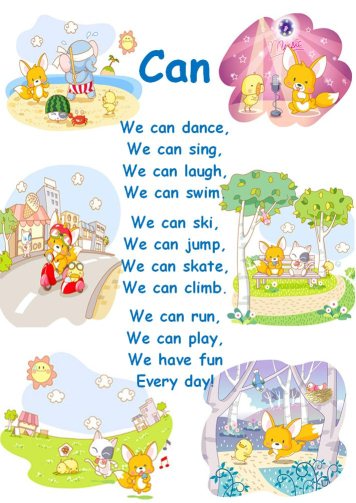 Can
We can dance,
We can sing,
We can laugh,
We can swim.
We can ski,
We can jump,
We can skate,
We can climb.
We can run,
We can play,
We have fun
Every day!